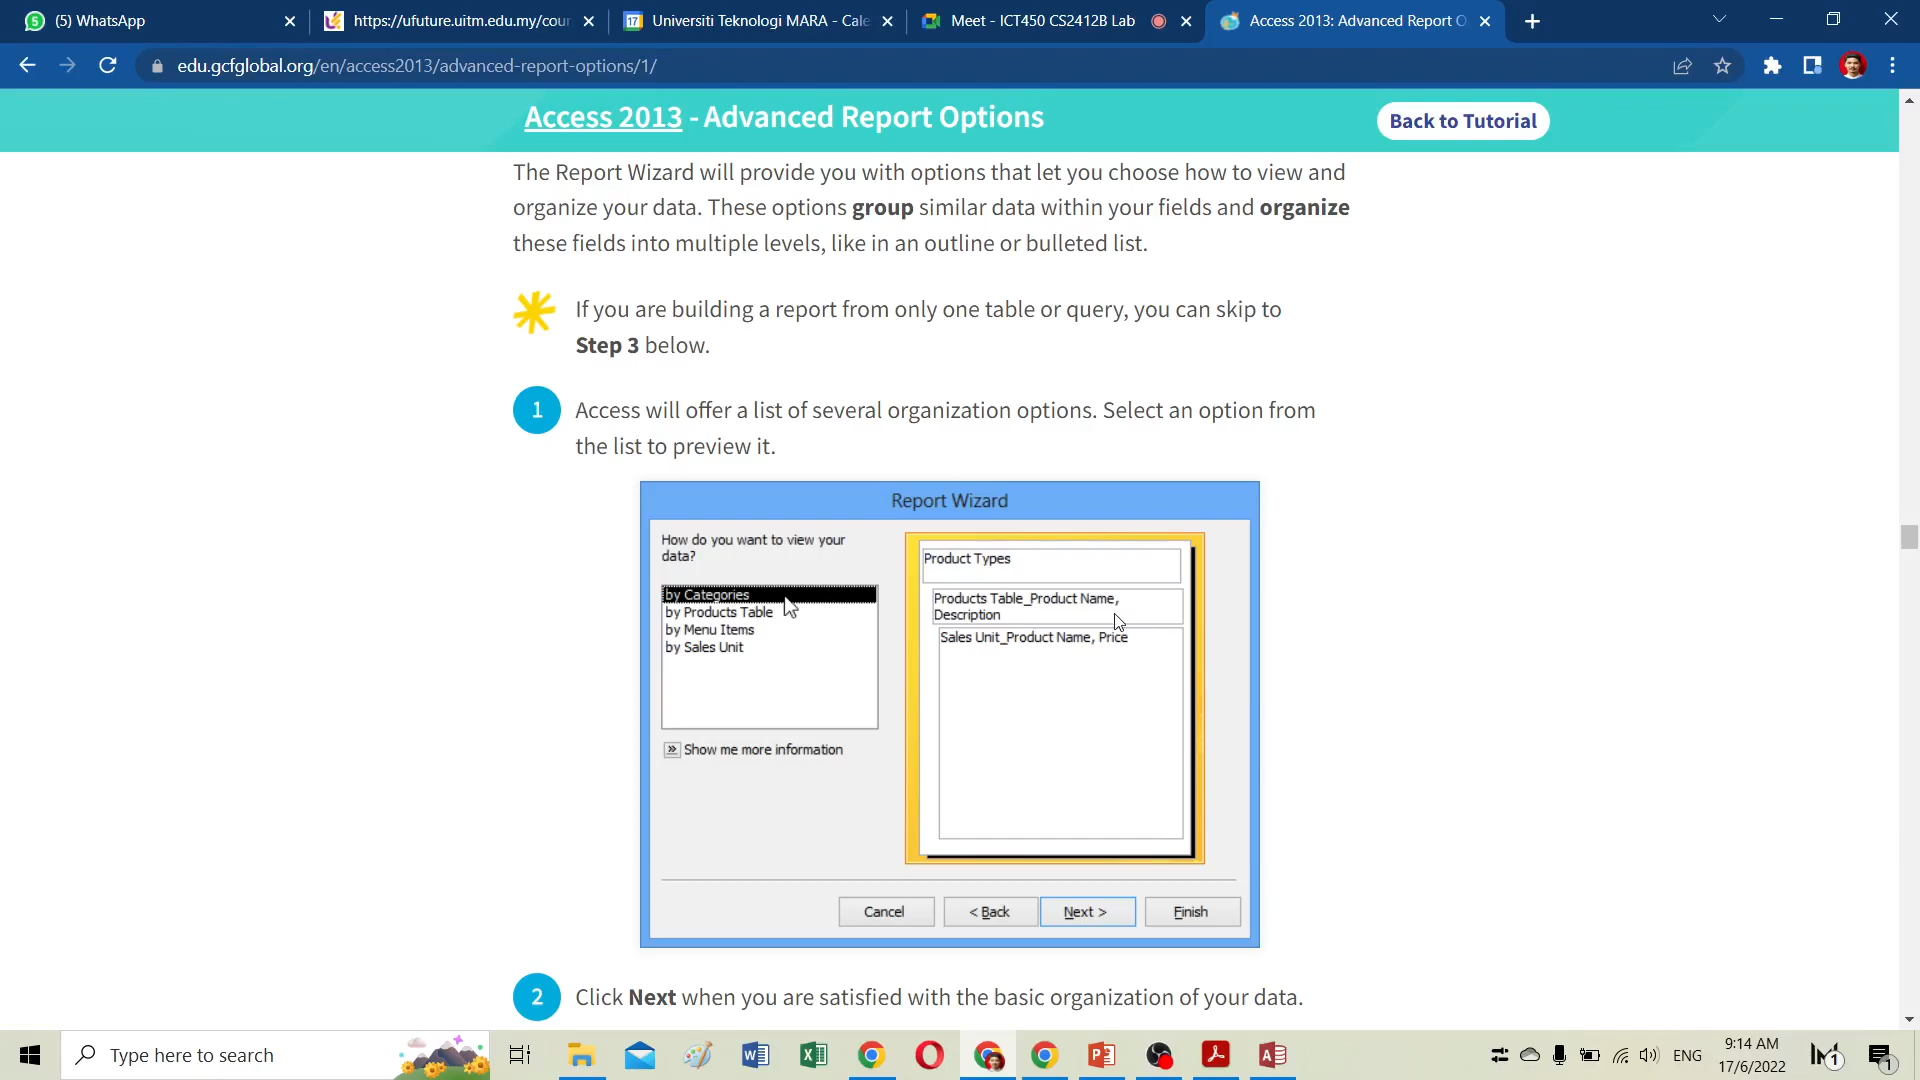 (5) WhatsApp
https://ufuture.uitm.edu.my/cour
17
Universiti Teknologi MARA - Cale
Meet - ICT450 CS2412B Lab
Access 2013: Advanced Report O
edu.gcfglobal.org/en/access2013/advanced-report-options/1/
Access 2013 - Advanced Report Options
Back to Tutorial
The Report Wizard will provide you with options that let you choose how to view and
organize your data. These options group similar data within your fields and organize
these fields into multiple levels, like in an outline or bulleted list.
If you are building a report from only one table or query, you can skip to
Step 3 below.
1
Access will offer a list of several organization options. Select an option from
the list to preview it.
Report Wizard
How do you want to view your
data?
by Categories
by Products Table
by Menu Items
by Sales Unit
Show me more information
Product Types
Products Table_Product Name,
Description
Sales Unit_Product Name, Price
Cancel
< Back
Next >
Finish
2
Click Next when you are satisfied with the basic organization of your data.
Type here to search
ENG
9:14 AM
17/6/2022
1
1